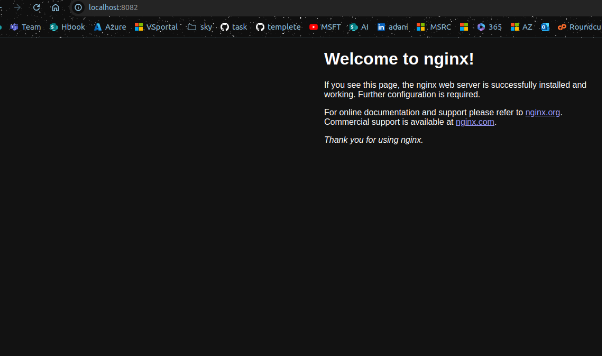 localhost:8082
Team Hbook Azure VSportal sky task templete MSFT AI adani MSRC 365 AZ Roundcu
Welcome to nginx!
If you see this page, the nginx web server is successfully installed and
working. Further configuration is required.
For online documentation and support please refer to nginx.org.
Commercial support is available at nginx.com.
Thank you for using nginx.